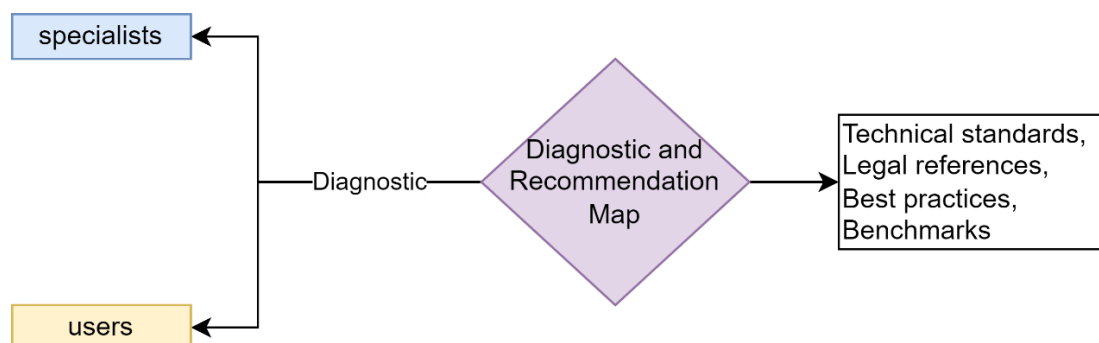 specialists
Diagnostic
Diagnostic and
Recommendation
Map
Technical standards,
Legal references,
Best practices,
Benchmarks
users